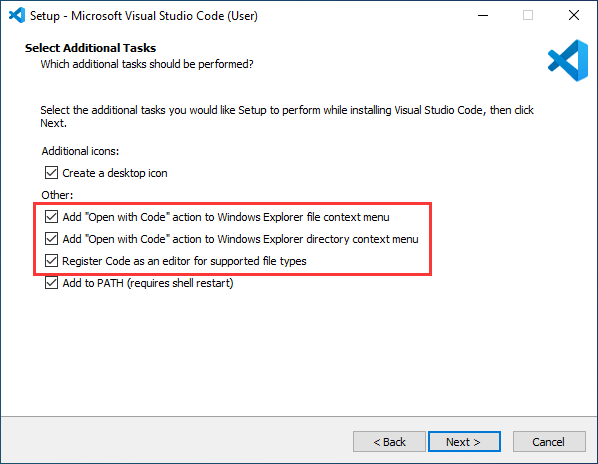 Setup - Microsoft Visual Studio Code (User)
Select Additional Tasks
Which additional tasks should be performed?
Select the additional tasks you would like Setup to perform while installing Visual Studio Code, then click
Next.
Additional icons:
Create a desktop icon
Other:
Add "Open with Code" action to Windows Explorer file context menu
Add "Open with Code" action to Windows Explorer directory context menu
Register Code as an editor for supported file types
Add to PATH (requires shell restart)
< Back
Next >
Cancel